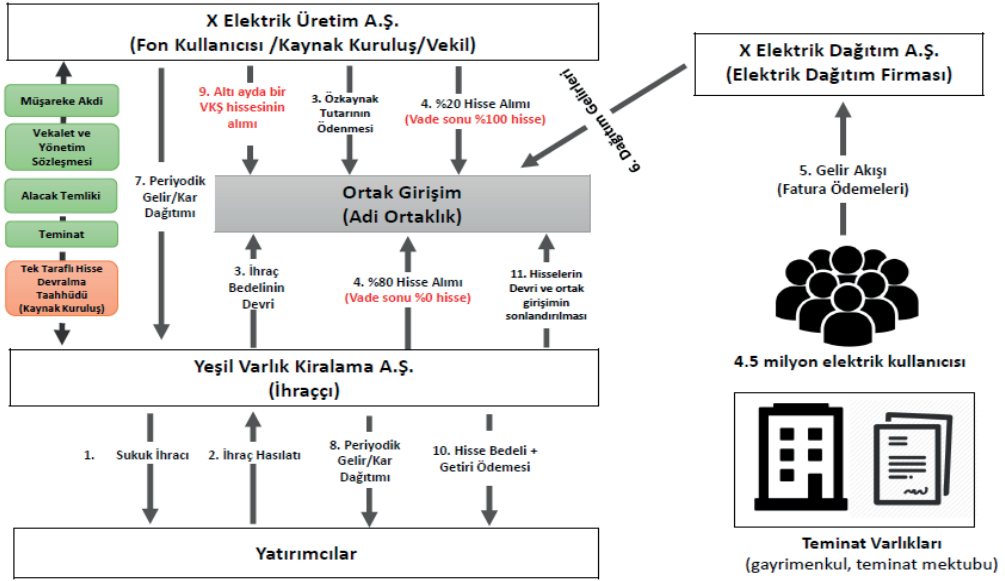 X Elektrik Üretim A.Ş.
(Fon Kullanıcısı /Kaynak Kuruluş/Vekil)
X Elektrik Dağıtım A.Ş.
(Elektrik Dağıtım Firması)
Müşareke Akdi
Vekalet ve
Yönetim
Sözleşmesi
Alacak Temliki
Teminat
Tek Taraflı Hisse
Devralma
Taahhüdü
(Kaynak Kuruluş)
7. Periyodik
Gelir/Kar
Dağıtımı
9. Altı ayda bir
VKŞ hissesinin
alımı
3. Özkaynak
Tutarının
Ödenmesi
4. %20 Hisse Alımı
(Vade sonu %100 hisse)
6. Dağıtım Gelirleri
5. Gelir Akışı
(Fatura Ödemeleri)
Ortak Girişim
(Adi Ortaklık)
3. İhraç
Bedelinin
Devri
4. %80 Hisse Alımı
(Vade sonu %0 hisse)
11. Hisselerin
Devri ve ortak
girişimin
sonlandırılması
4.5 milyon elektrik kullanıcısı
Yeşil Varlık Kiralama A.Ş.
(İhraççı)
1. Sukuk İhracı
2. İhraç Hasılatı
8. Periyodik
Gelir/Kar
Dağıtımı
10. Hisse Bedeli +
Getiri Ödemesi
Yatırımcılar
Teminat Varlıkları
(gayrimenkul, teminat mektubu)